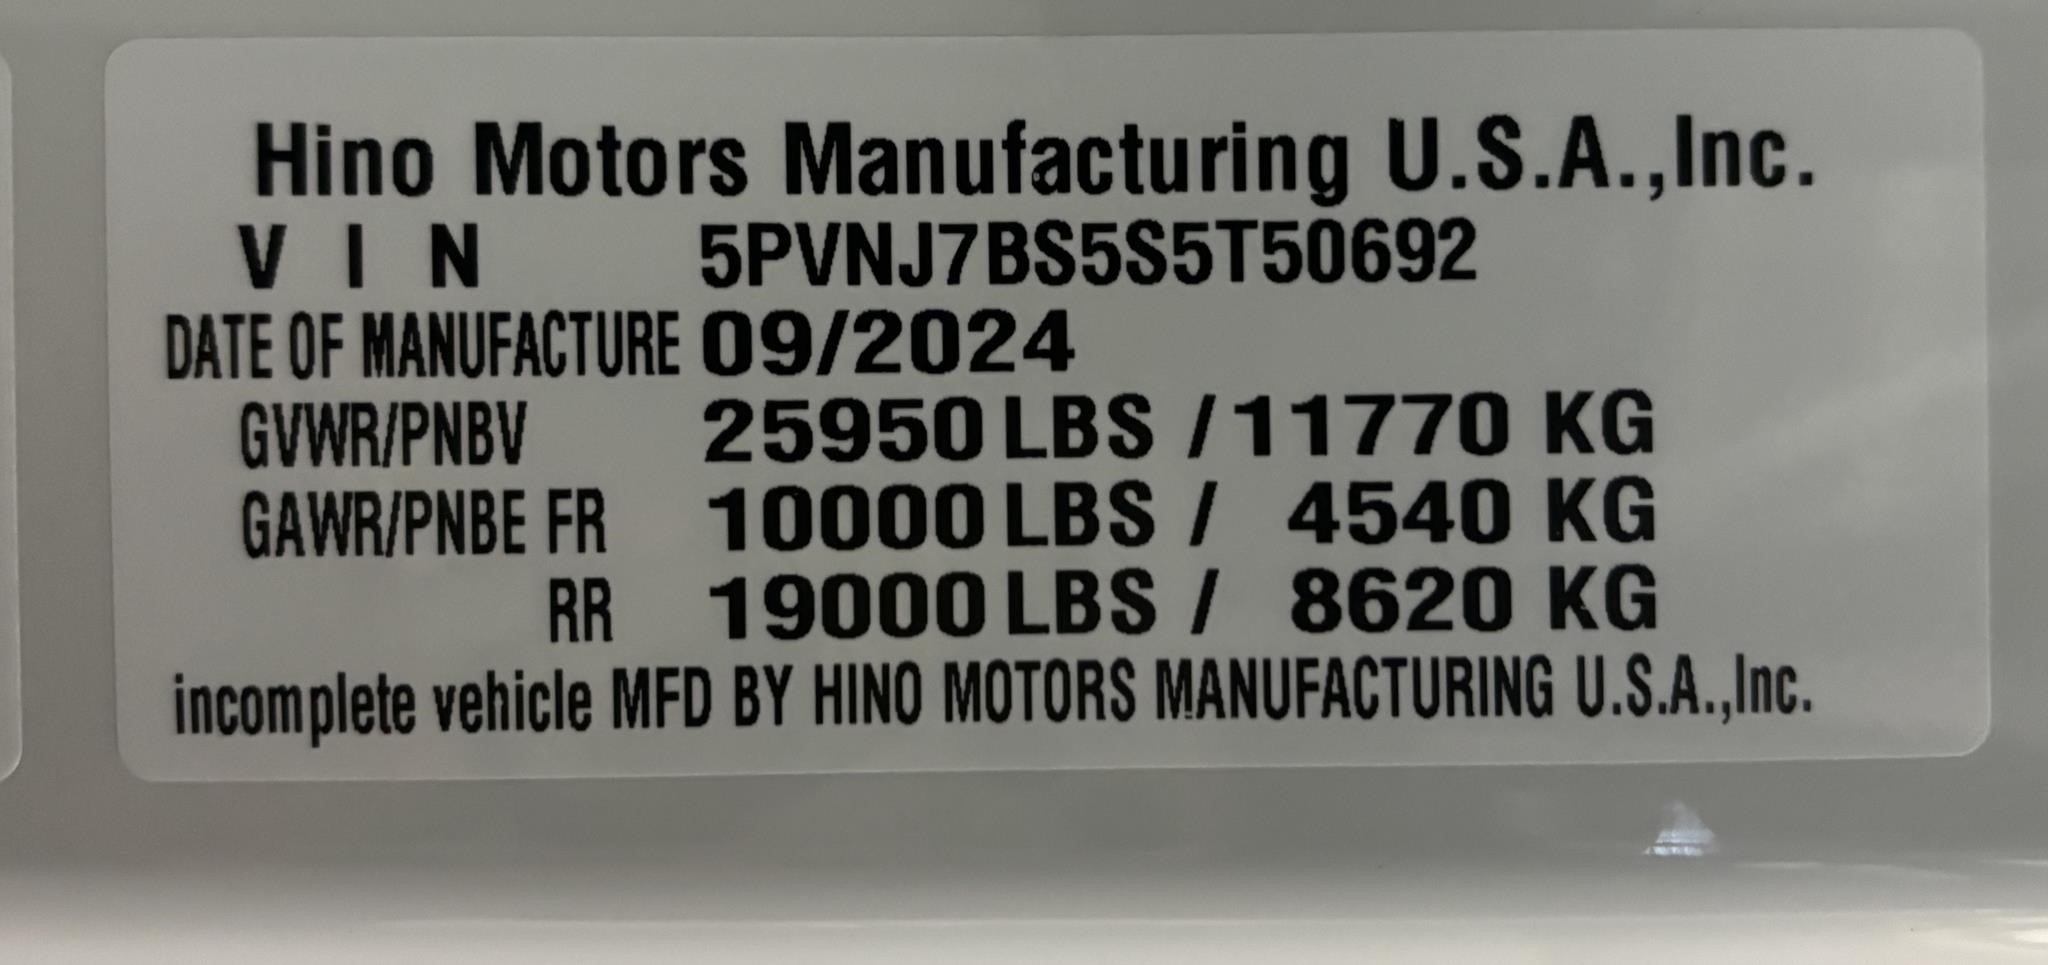 Hino Motors Manufacturing U.S.A.,Inc.
V I N 5PVNJ7BS5S5T50692
DATE OF MANUFACTURE 09/2024
GVWR/PNBV 25950 LBS / 11770 KG
GAWR/PNBE FR 10000 LBS / 4540 KG
RR 19000 LBS / 8620 KG
incomplete vehicle MFD BY HINO MOTORS MANUFACTURING U.S.A.,Inc.